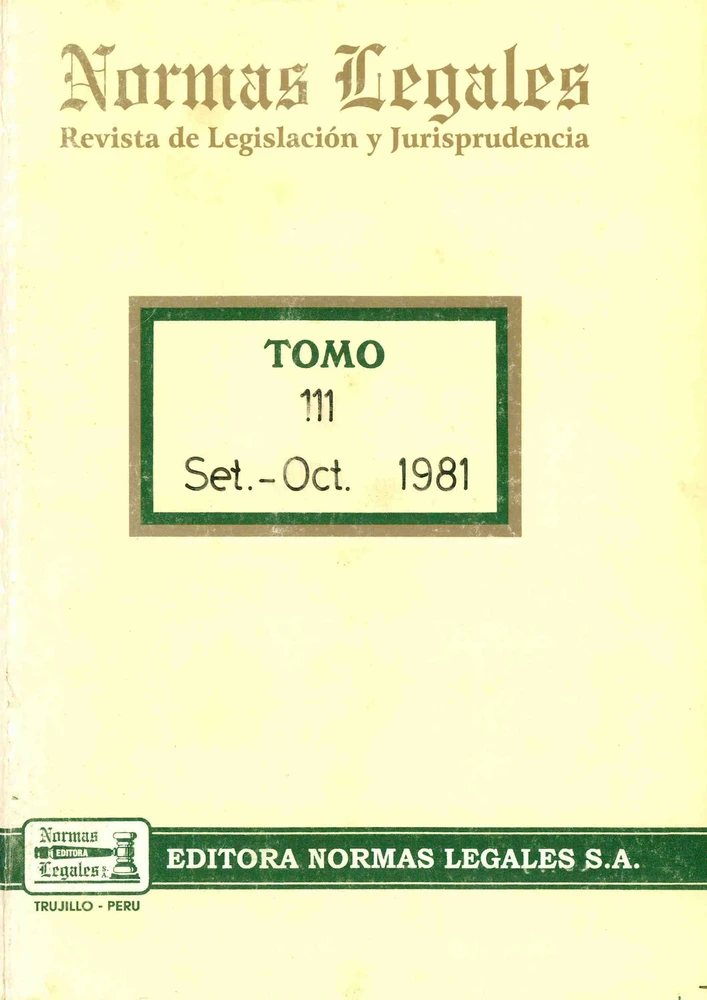 Normas Legales
Revista de Legislación y Jurisprudencia
TOMO
111
Set.-Oct. 1981
Normas
EDITORA
Legales S.A.
EDITORA NORMAS LEGALES S.A.
TRUJILLO - PERU